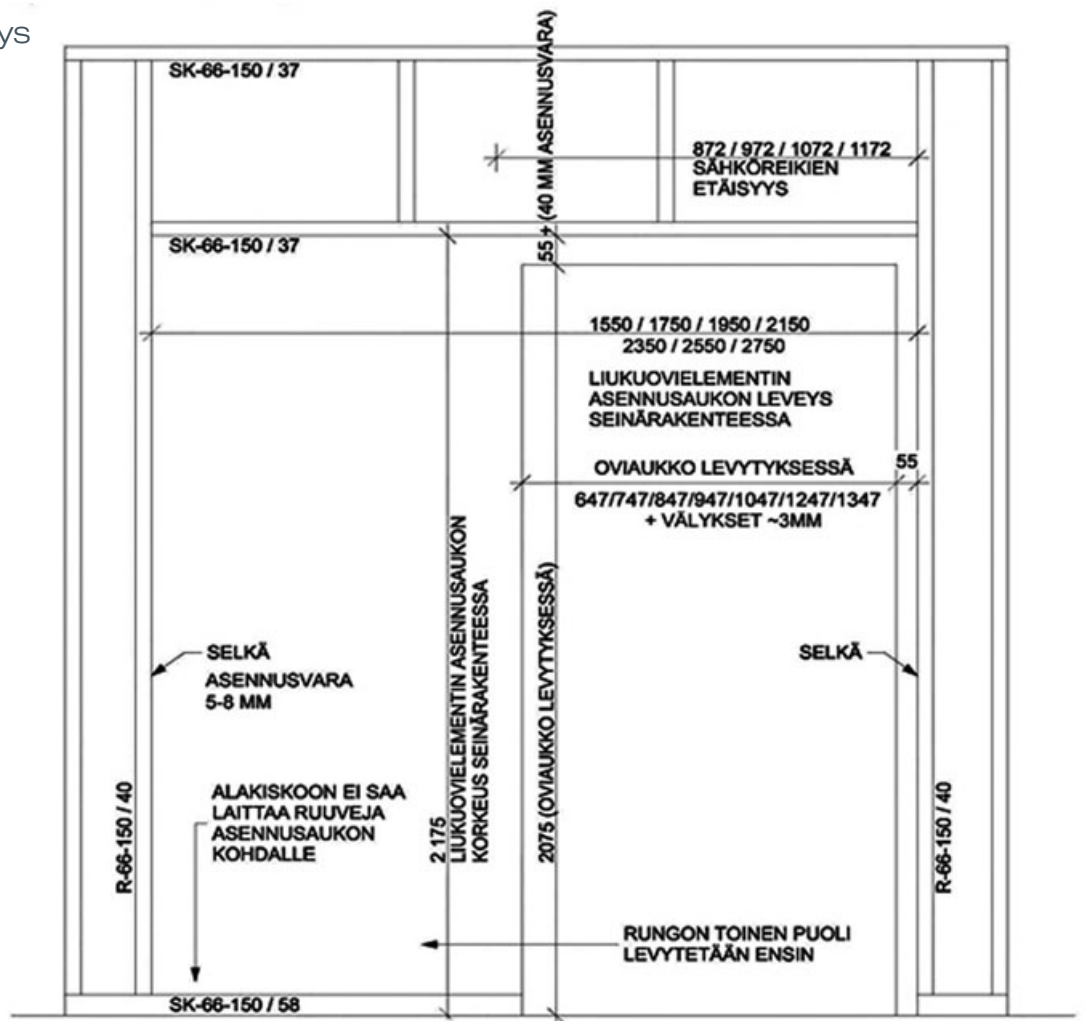 ys
SK-66-150 / 37
55 + (40 MM ASENNUSVARA)
872 / 972 / 1072 / 1172
SÄHKÖREIKIEN
ETÄISYYS
SK-66-150 / 37
1550 / 1750 / 1950 / 2150
2350 / 2550 / 2750
LIUKUOVIELEMENTIN
ASENNUSAUKON LEVEYS
SEINÄRAKENTEESSA
OVIAUKKO LEVYTYKSESSÄ
55
647/747/847/947/1047/1247/1347
+ VÄLYKSET ~3MM
SELKÄ
ASENNUSVARA
5-8 MM
2 175
LIUKUOVIELEMENTIN ASENNUSAUKON
KORKEUS SEINÄRAKENTEESSA
2075 (OVIAUKKO LEVYTYKSESSÄ)
SELKÄ
R-66-150 / 40
ALAKISKOON EI SAA
LAITTAA RUUVEJA
ASENNUSAUKON
KOHDALLE
R-66-150 / 40
RUNGON TOINEN PUOLI
LEVYTETÄÄN ENSIN
SK-66-150 / 58